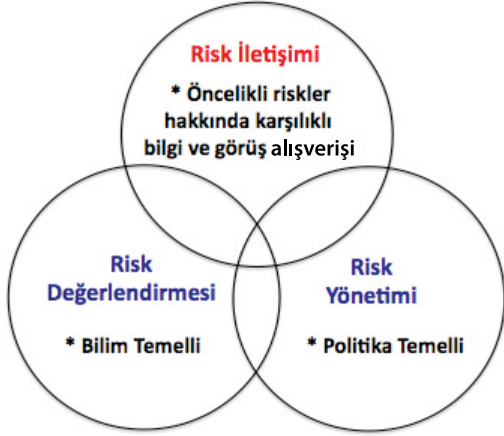 Risk İletişimi
* Öncelikli riskler
hakkında karşılıklı
bilgi ve görüş alışverişi
Risk
Değerlendirmesi
* Bilim Temelli
Risk
Yönetimi
* Politika Temelli